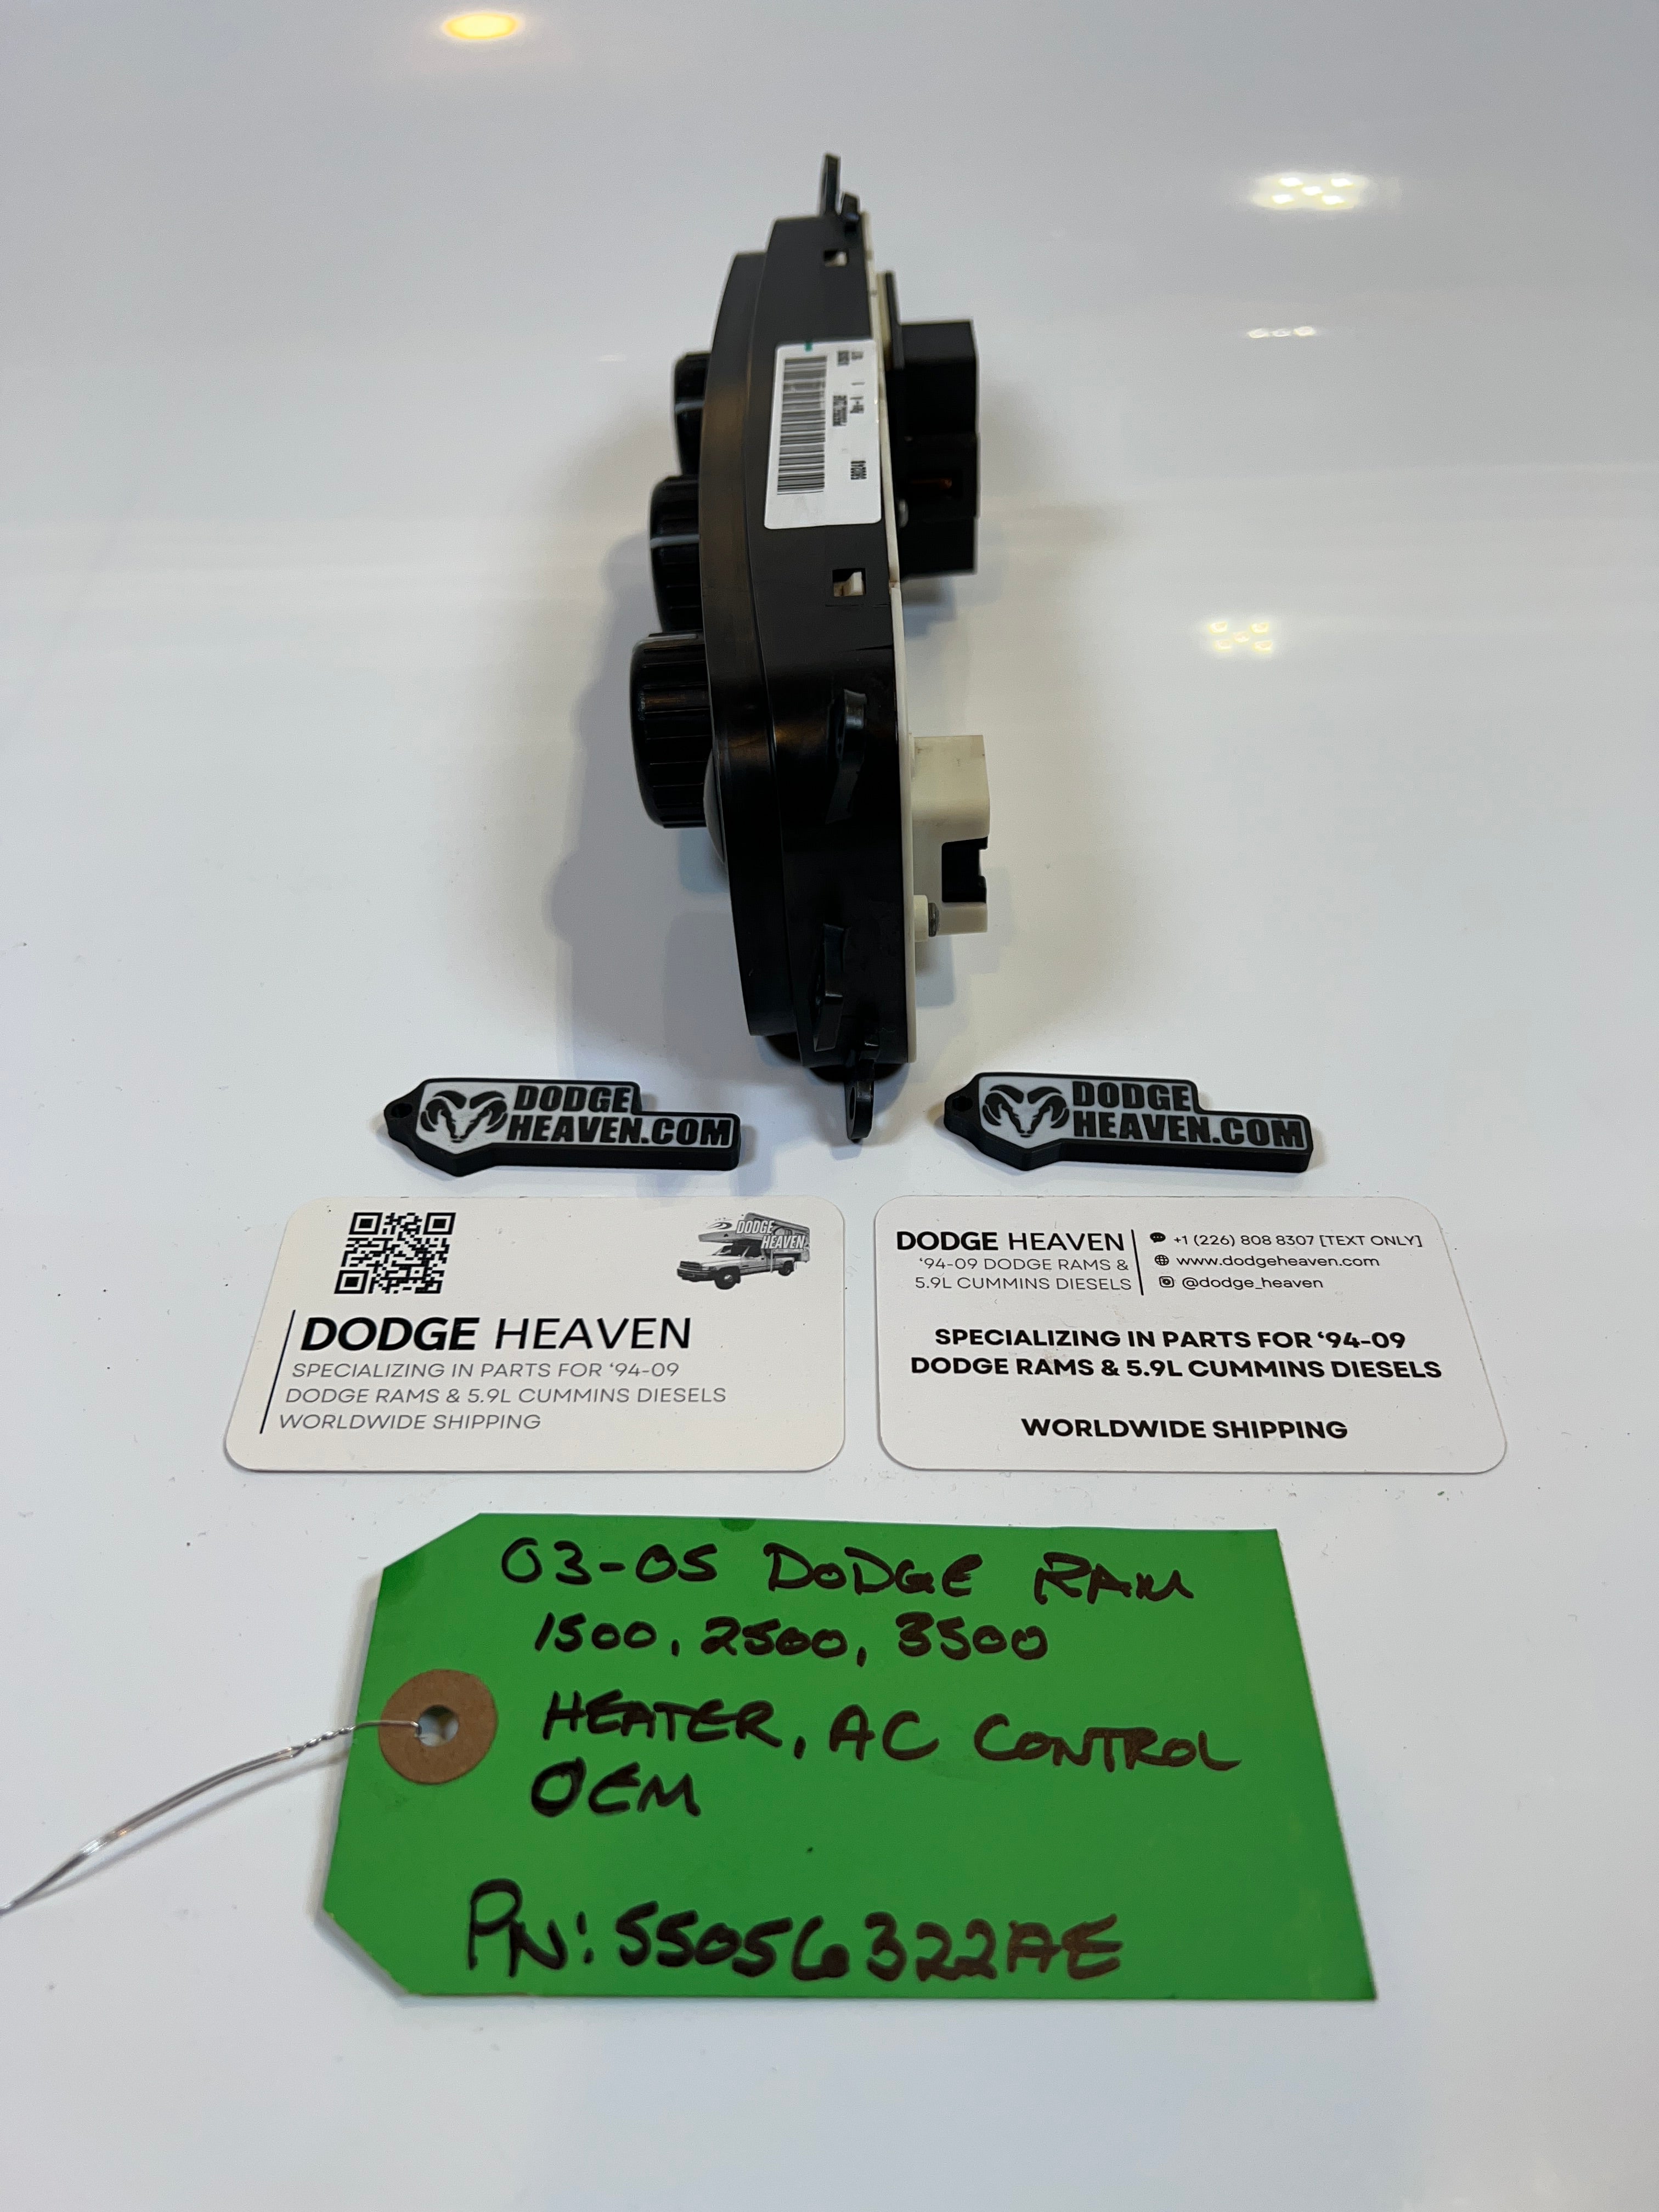 DODGE
HEAVEN.COM
DODGE
HEAVEN.COM
DODGE
HEAVEN
DODGE HEAVEN
SPECIALIZING IN PARTS FOR ‘94-09
DODGE RAMS & 5.9L CUMMINS DIESELS
WORLDWIDE SHIPPING
DODGE HEAVEN
‘94-09 DODGE RAMS &
5.9L CUMMINS DIESELS
+1 (226) 808 8307 [TEXT ONLY]
www.dodgeheaven.com
@dodge_heaven
SPECIALIZING IN PARTS FOR ‘94-09
DODGE RAMS & 5.9L CUMMINS DIESELS
WORLDWIDE SHIPPING
03-05 DODGE RAM
1500, 2500, 3500
HEATER, AC CONTROL
OEM
PN: 55056322AE